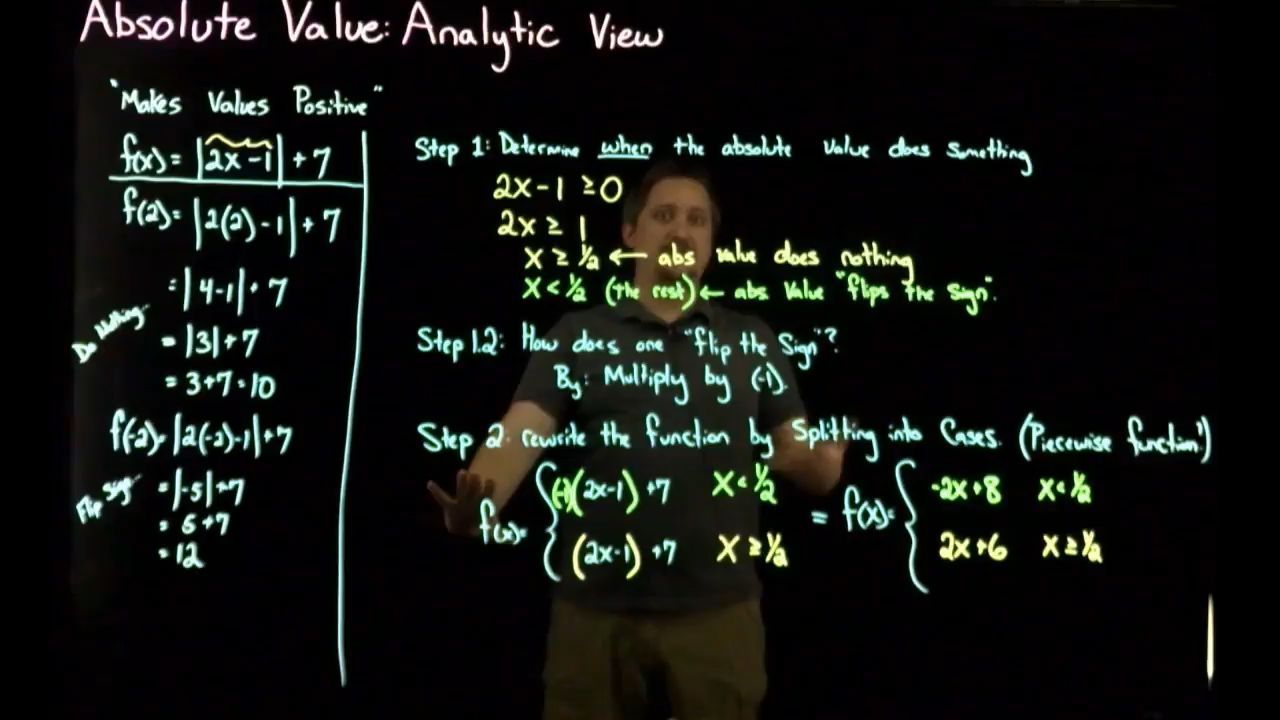 Absolute Value: Analytic View
"Makes Values Positive"
f(x) = |2x-1| + 7
f(2) = |2(2)-1| + 7
= |4-1| + 7
Do Nothing
= |3| + 7
= 3+7 = 10
f(-2) = |2(-2)-1| + 7
Flip Sign
= |-5| + 7
= 5+7
= 12
Step 1: Determine when the absolute value does something
2x-1 ≥ 0
2x ≥ 1
x ≥ 1/2 ← abs value does nothing
x < 1/2 (the rest) ← abs. value "flips the sign".
Step 1.2: How does one "flip the sign"?
By: Multiply by (-1).
Step 2: rewrite the function by Splitting into Cases. (Piecewise function!)
f(x) = { (-1)(2x-1) + 7 x < 1/2
(2x-1) + 7 x ≥ 1/2
= f(x) = { -2x+8 x < 1/2
2x+6 x ≥ 1/2